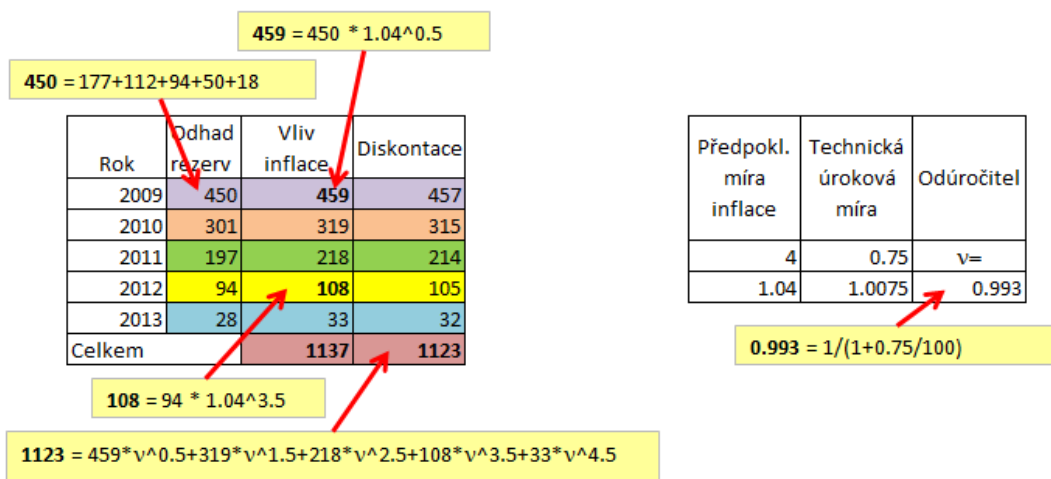 459 = 450 * 1.04^0.5
450 = 177+112+94+50+18
Rok Odhad rezerv Vliv inflace Diskontace
2009 450 459 457
2010 301 319 315
2011 197 218 214
2012 94 108 105
2013 28 33 32
Celkem 1137 1123
108 = 94 * 1.04^3.5
1123 = 459*ν^0.5+319*ν^1.5+218*ν^2.5+108*ν^3.5+33*ν^4.5
Předpokl. míra inflace Technická úroková míra Odúročitel
4 0.75 ν=
1.04 1.0075 0.993
0.993 = 1/(1+0.75/100)